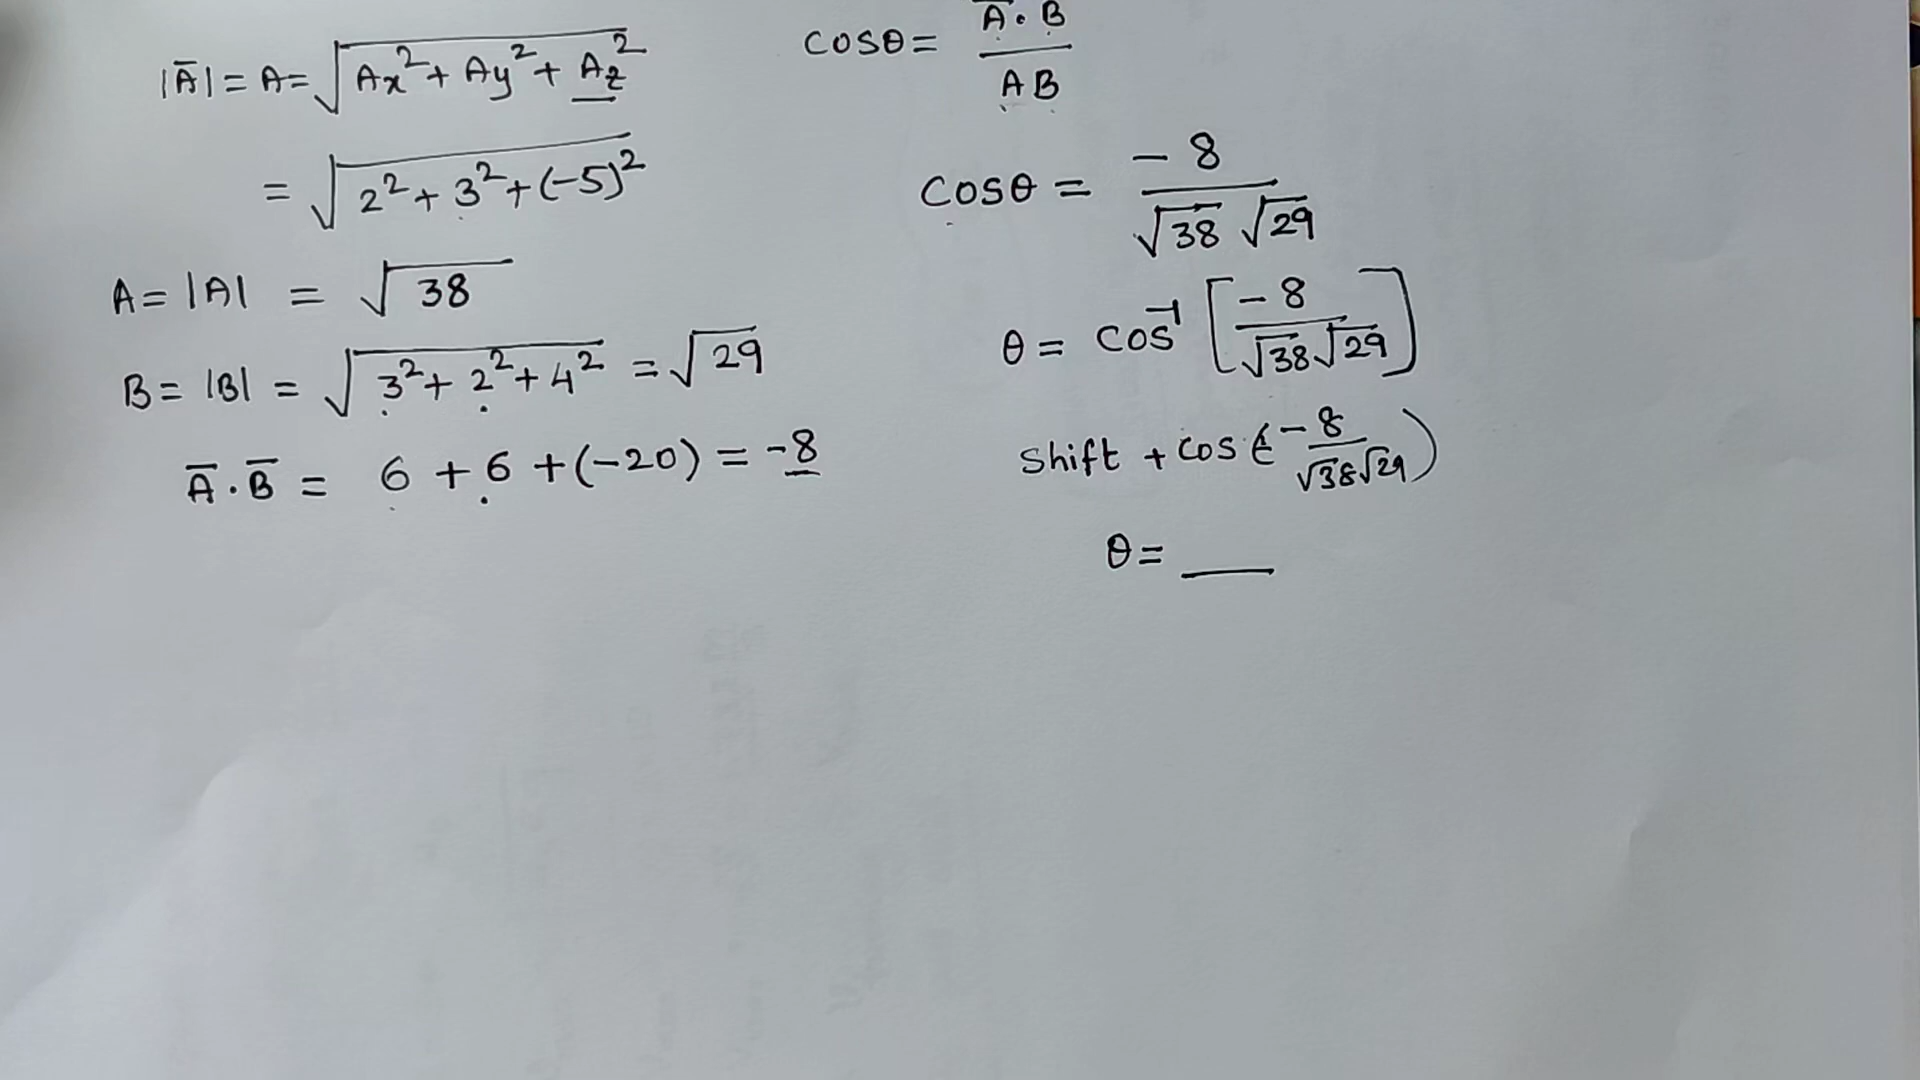 |A̅| = A = √(Ax² + Ay² + Az²)
= √(2² + 3² + (-5)²)
A = |A| = √38
B = |B| = √(3² + 2² + 4²) = √29
A̅ . B̅ = 6 + 6 + (-20) = -8
cosθ = A̅ . B / AB
cosθ = -8 / √38 √29
θ = cos⁻¹ [-8 / √38 √29]
Shift + cos (-8 / √38 √29)
θ = ___